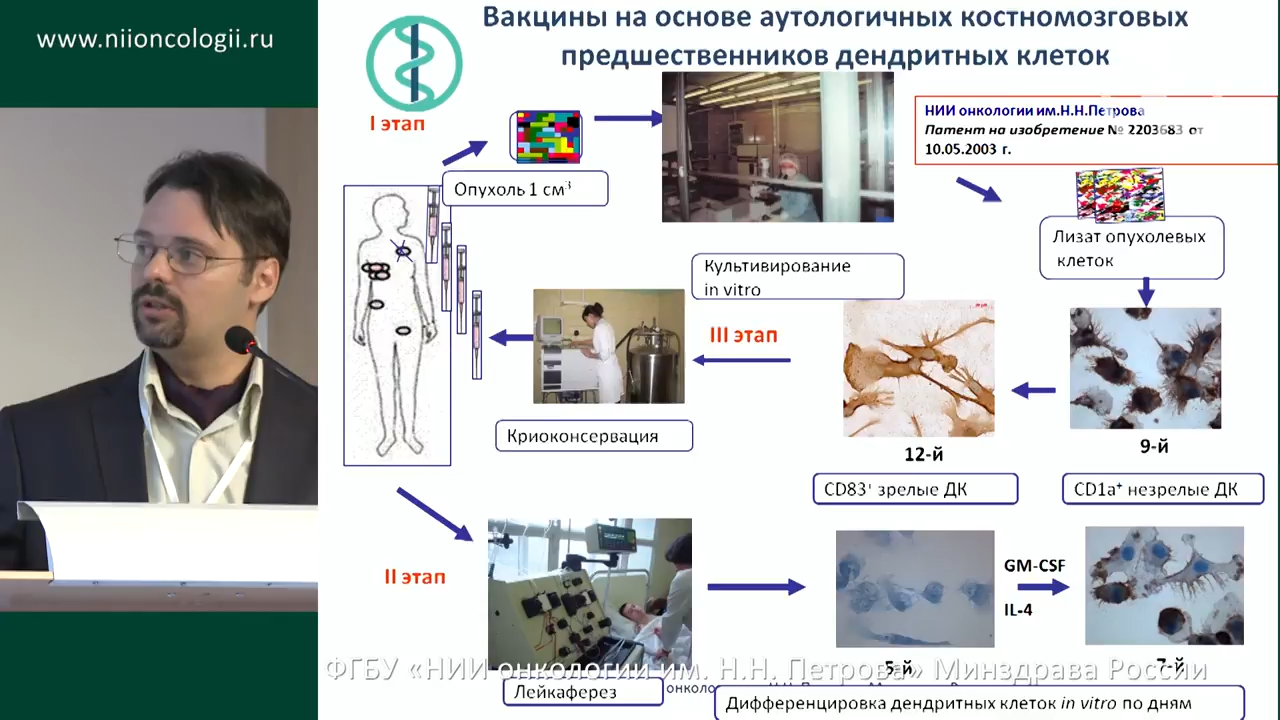 www.niioncologii.ru
Вакцины на основе аутологичных костномозговых
предшественников дендритных клеток
I этап
НИИ онкологии им.Н.Н.Петрова
Патент на изобретение № 2203683 от
10.05.2003 г.
Опухоль 1 см³
Лизат опухолевых
клеток
Культивирование
in vitro
III этап
Криоконсервация
12-й
9-й
CD83⁺ зрелые ДК
CD1a⁺ незрелые ДК
II этап
GM-CSF
IL-4
5-й
7-й
ФГБУ «НИИ онкологии им. Н.Н. Петрова» Минздрава России
Лейкаферез
Дифференцировка дендритных клеток in vitro по дням